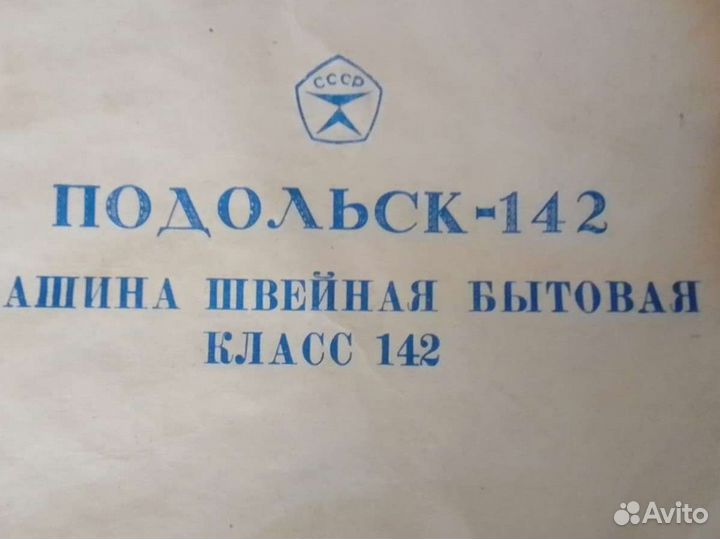 СССР
ПОДОЛЬСК-142
АШИНА ШВЕЙНАЯ БЫТОВАЯ
КЛАСС 142
Avito